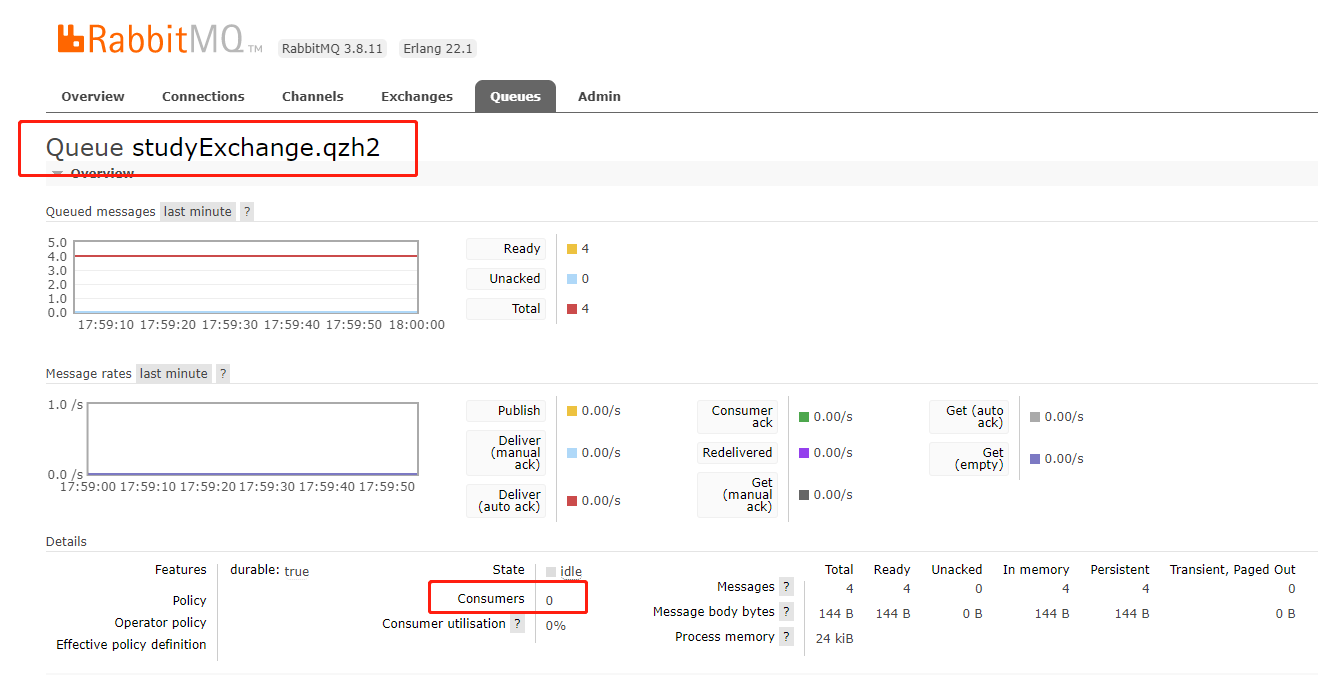 RabbitMQ TM RabbitMQ 3.8.11 Erlang 22.1
Overview Connections Channels Exchanges Queues Admin
Queue studyExchange.qzh2
Overview
Queued messages last minute ?
5.0
4.0
3.0
2.0
1.0
0.0
17:59:10 17:59:20 17:59:30 17:59:40 17:59:50 18:00:00
Ready 4
Unacked 0
Total 4
Message rates last minute ?
1.0 /s
0.0 /s
17:59:00 17:59:10 17:59:20 17:59:30 17:59:40 17:59:50
Publish 0.00/s
Deliver
(manual
ack)
0.00/s
Deliver
(auto ack)
0.00/s
Consumer
ack
0.00/s
Redelivered 0.00/s
Get
(manual
ack)
0.00/s
Get (auto
ack)
0.00/s
Get
(empty)
0.00/s
Details
Features durable: true
Policy
Operator policy
Effective policy definition
State idle
Consumers 0
Consumer utilisation ? 0%
Total Ready Unacked In memory Persistent Transient, Paged Out
Messages ? 4 4 0 4 4 0
Message body bytes ? 144 B 144 B 0 B 144 B 144 B 0 B
Process memory ? 24 kiB